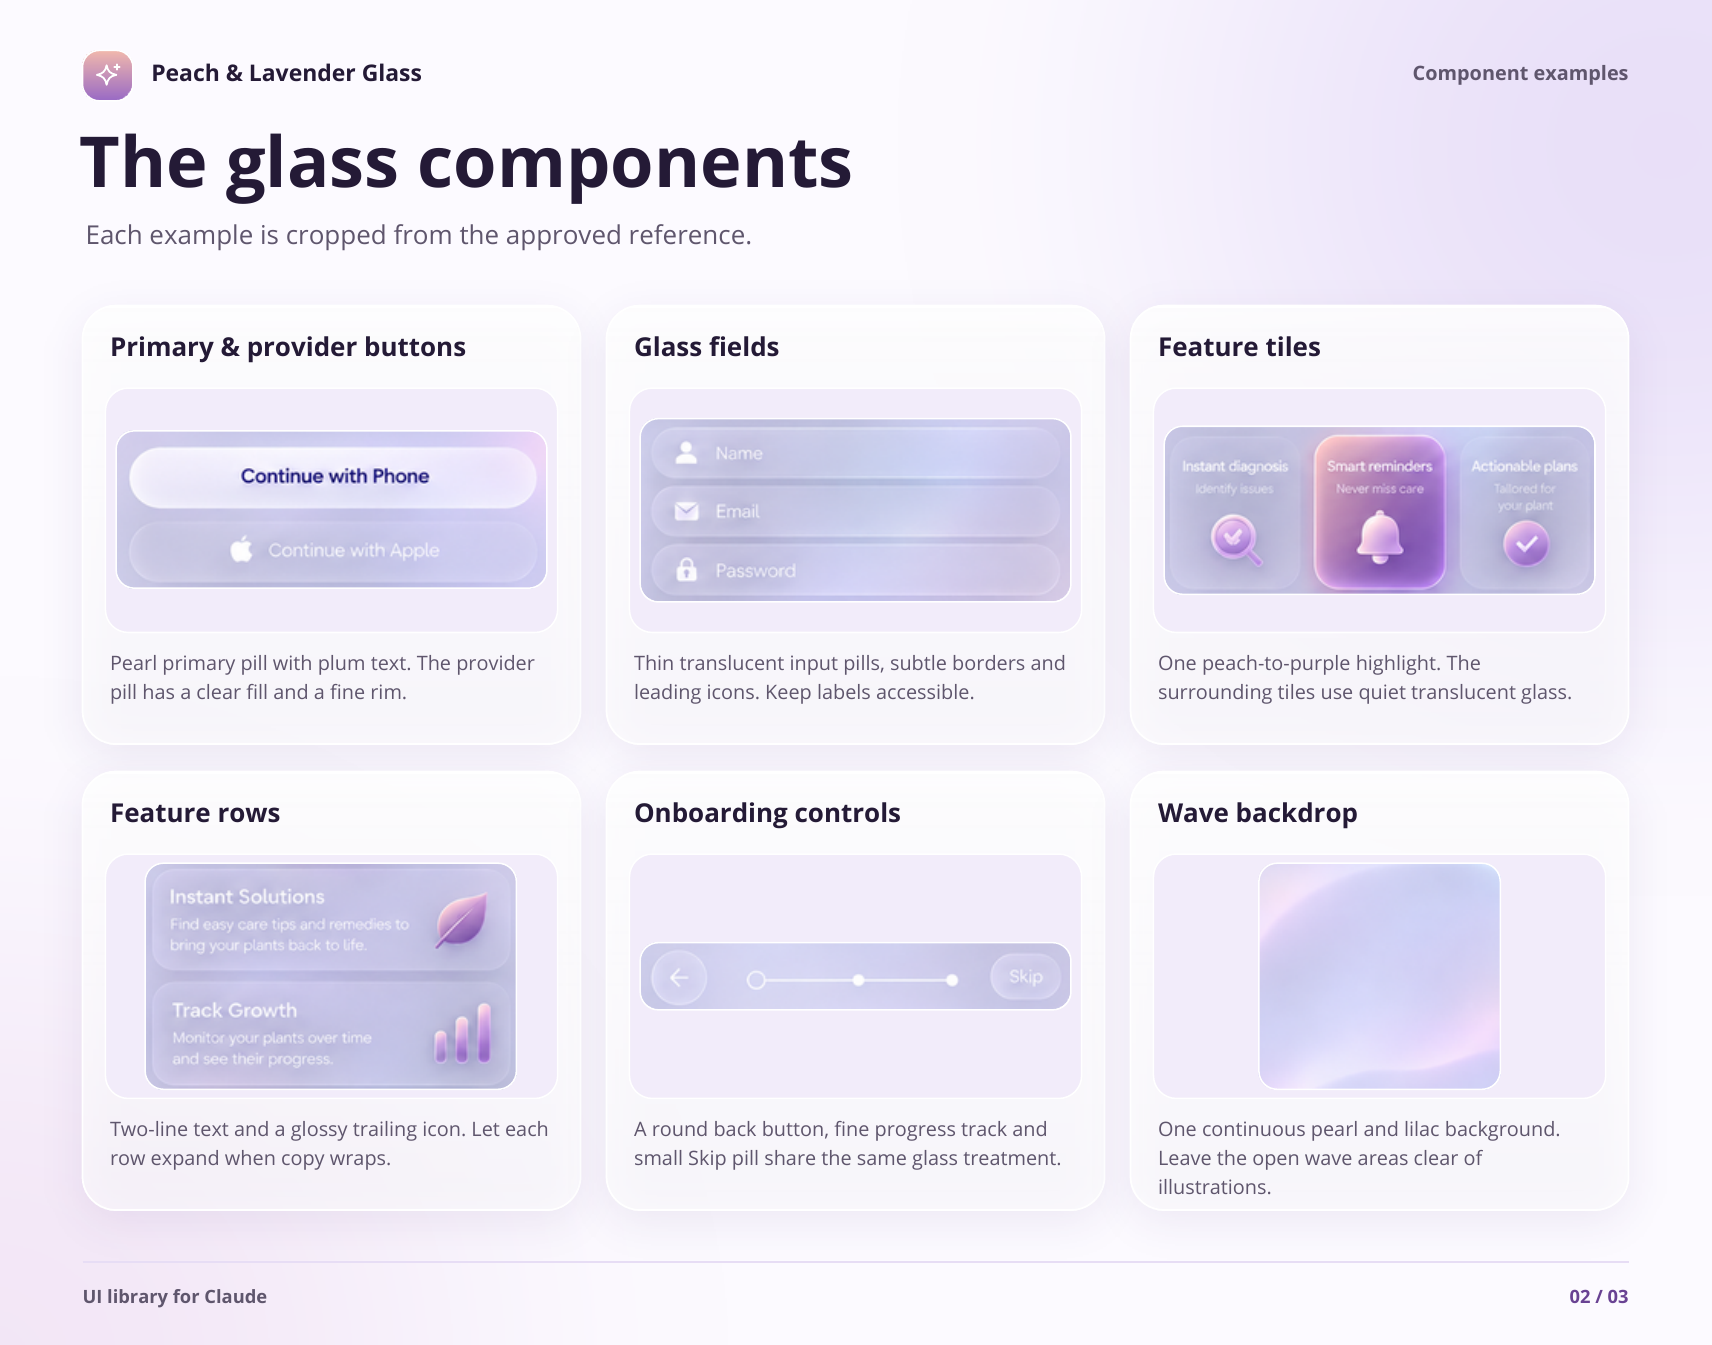 Peach & Lavender Glass
Component examples
The glass components
Each example is cropped from the approved reference.
Primary & provider buttons
Continue with Phone
Continue with Apple
Pearl primary pill with plum text. The provider
pill has a clear fill and a fine rim.
Glass fields
Name
Email
Password
Thin translucent input pills, subtle borders and
leading icons. Keep labels accessible.
Feature tiles
Instant diagnosis
Identify issues
Smart reminders
Never miss care
Actionable plans
Tailored for
your plant
One peach-to-purple highlight. The
surrounding tiles use quiet translucent glass.
Feature rows
Instant Solutions
Find easy care tips and remedies to
bring your plants back to life.
Track Growth
Monitor your plants over time
and see their progress.
Two-line text and a glossy trailing icon. Let each
row expand when copy wraps.
Onboarding controls
Skip
A round back button, fine progress track and
small Skip pill share the same glass treatment.
Wave backdrop
One continuous pearl and lilac background.
Leave the open wave areas clear of
illustrations.
UI library for Claude
02 / 03